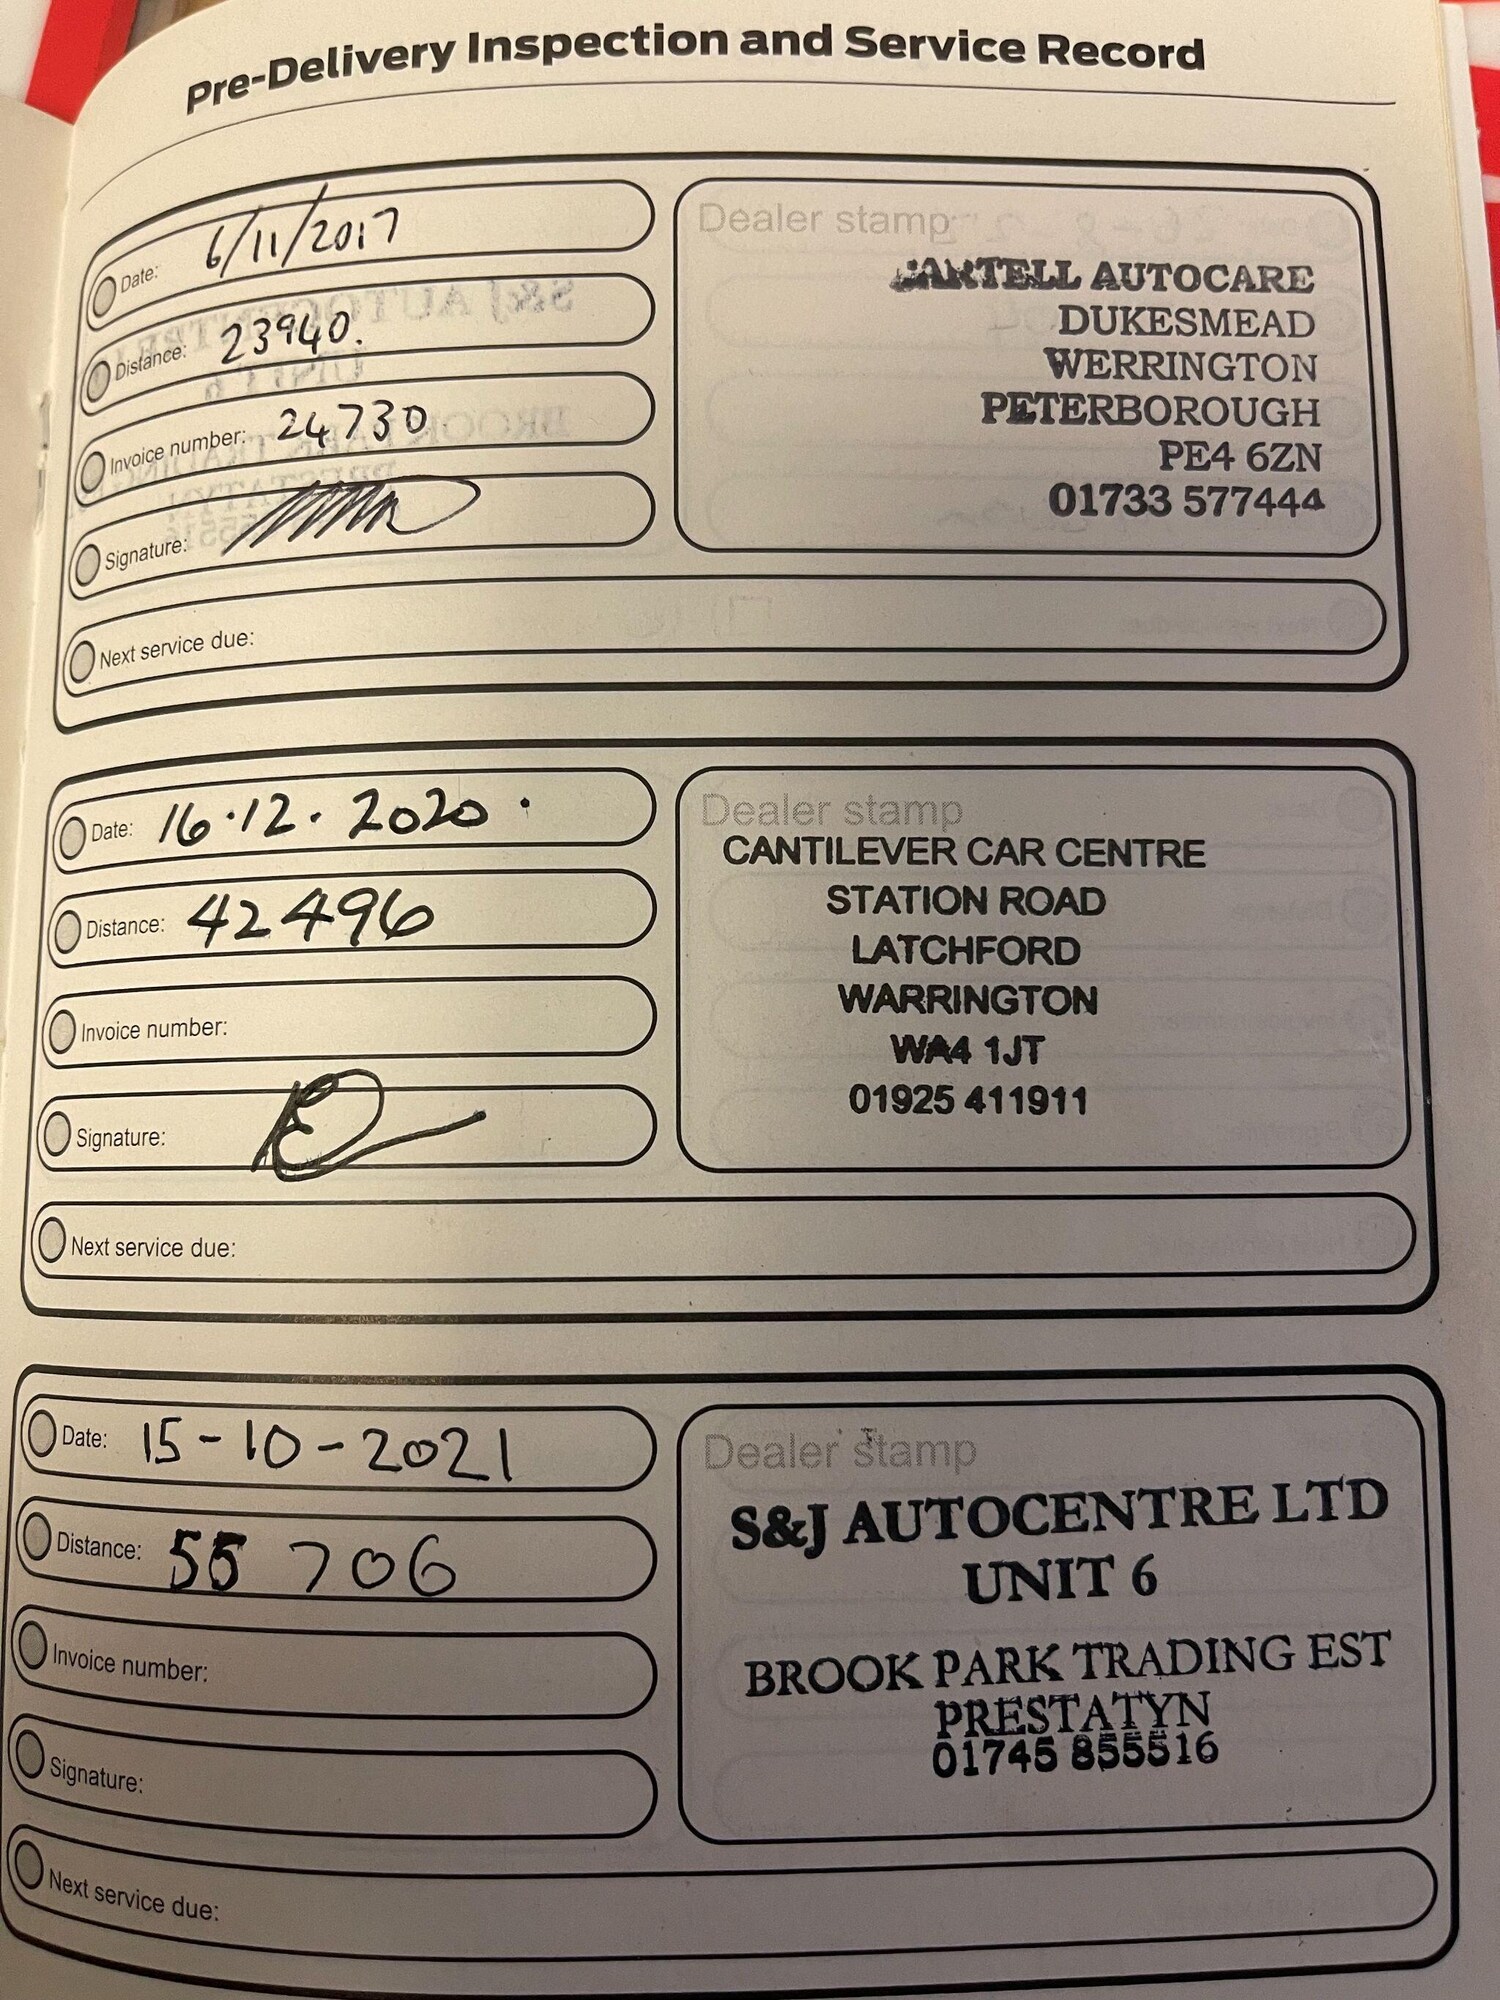 Pre-Delivery Inspection and Service Record
Date: 6/11/2017
Distance: 23940.
Invoice number: 24730
Signature:
Next service due:
Dealer stamp
AUTOCARE
DUKESMEAD
WERRINGTON
PETERBOROUGH
PE4 6ZN
01733 577444
Date: 16.12.2020.
Distance: 42496
Invoice number:
Signature:
Next service due:
Dealer stamp
CANTILEVER CAR CENTRE
STATION ROAD
LATCHFORD
WARRINGTON
WA4 1JT
01925 411911
Date: 15-10-2021
Distance: 55 706
Invoice number:
Signature:
Next service due:
Dealer stamp
S&J AUTOCENTRE LTD
UNIT 6
BROOK PARK TRADING EST
PRESTATYN
01745 855516